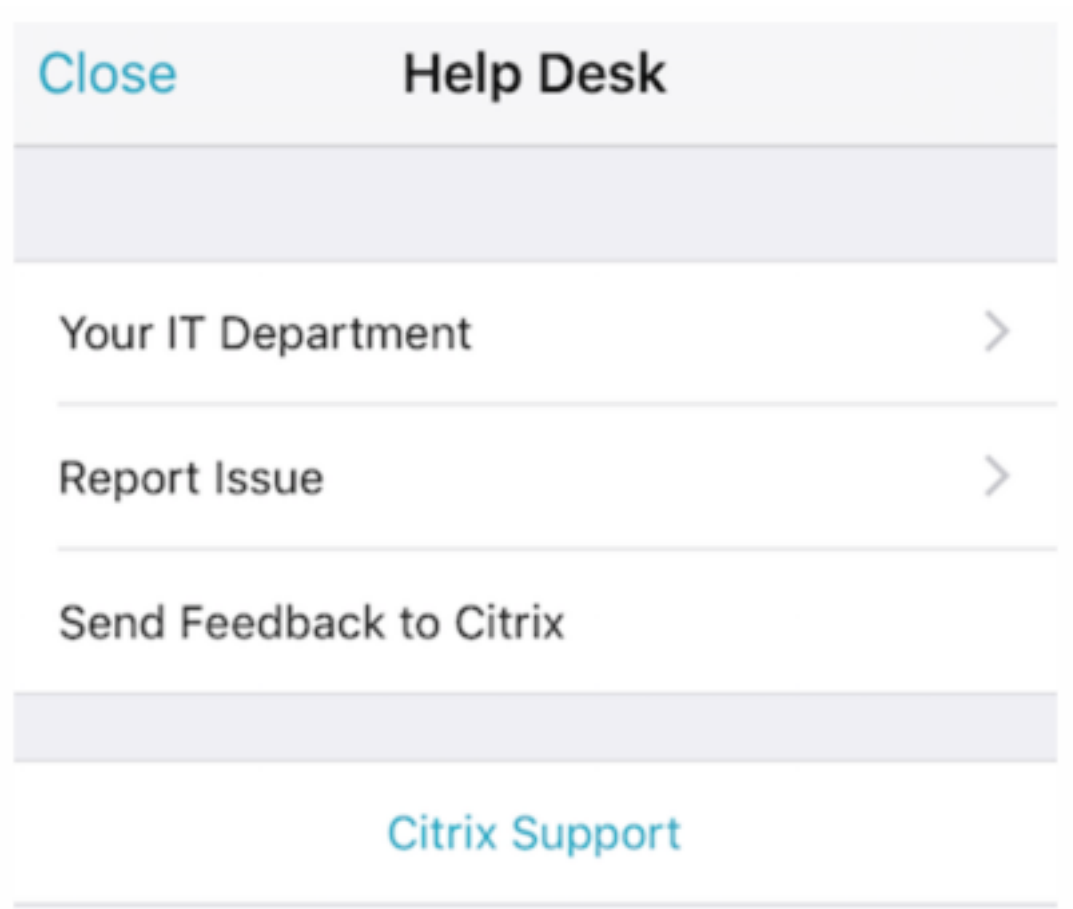 Close
Help Desk
Your IT Department
Report Issue
Send Feedback to Citrix
Citrix Support